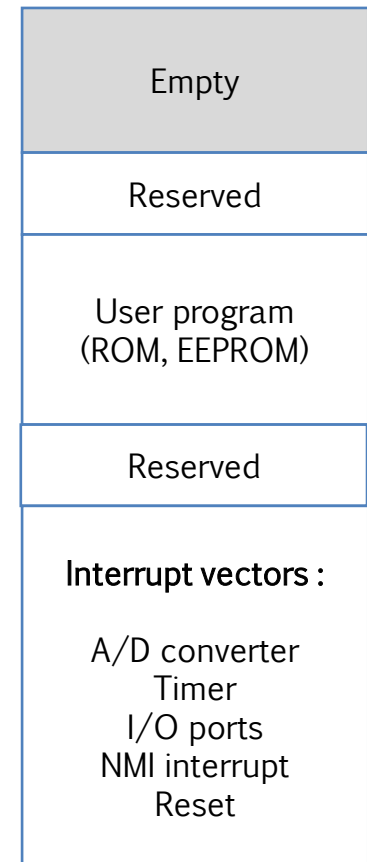 Empty
Reserved
User program
(ROM, EEPROM)
Reserved
Interrupt vectors :
A/D converter
Timer
I/O ports
NMI interrupt
Reset